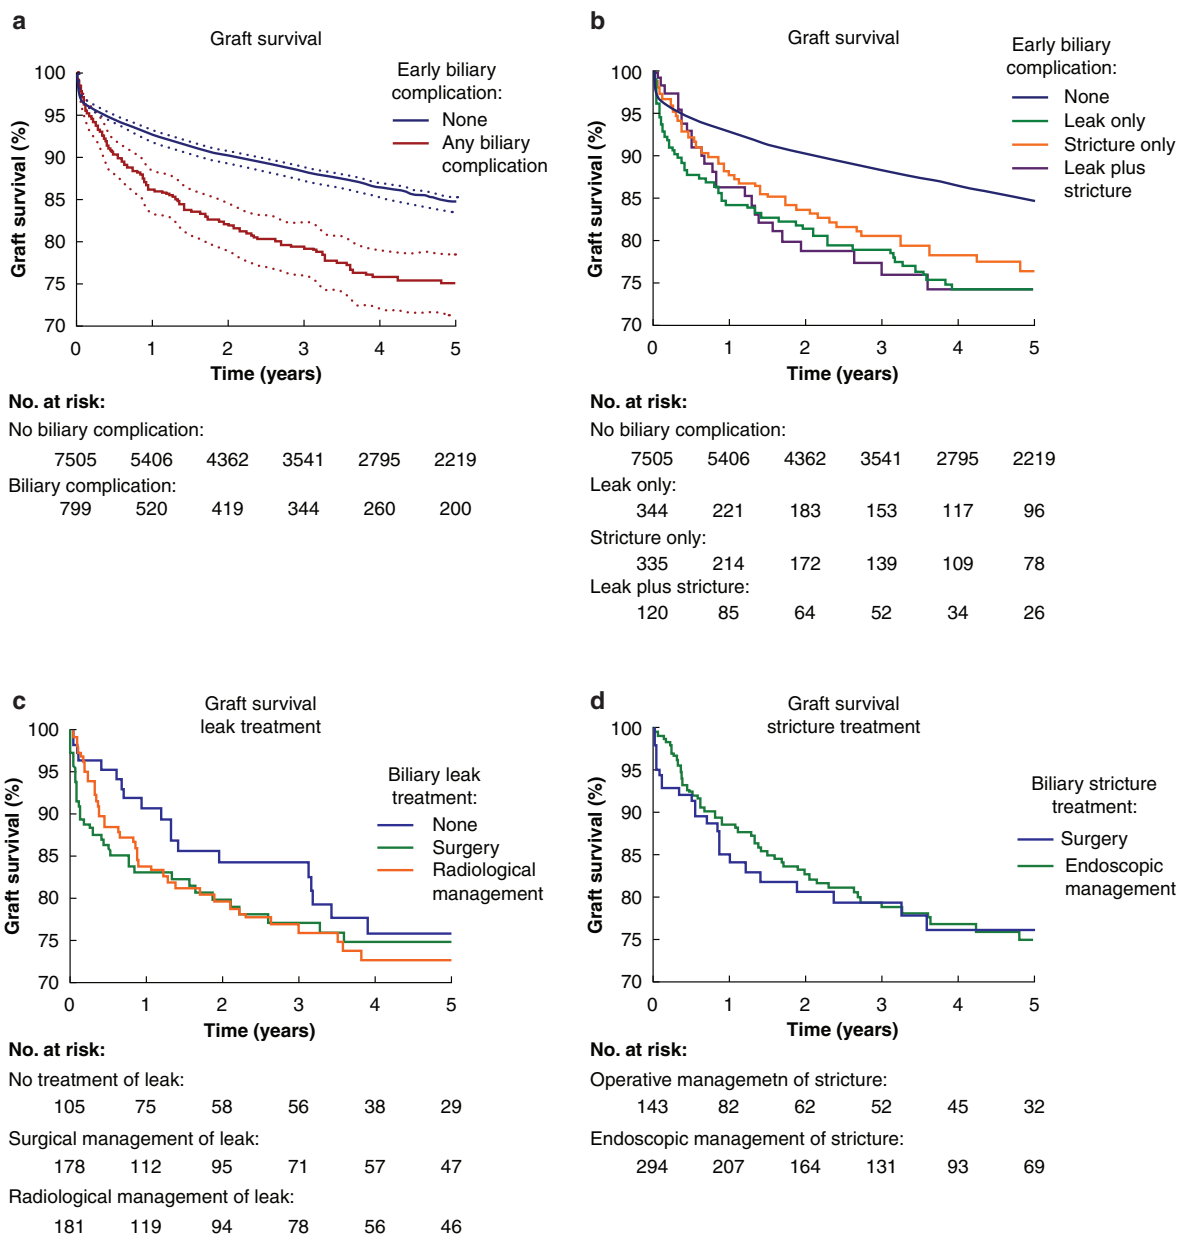 a
Graft survival
Early biliary
complication:
None
Any biliary
complication
Graft survival (%)
100
95
90
85
80
75
70
0 1 2 3 4 5
Time (years)
No. at risk:
No biliary complication:
7505 5406 4362 3541 2795 2219
Biliary complication:
799 520 419 344 260 200
b
Graft survival
Early biliary
complication:
None
Leak only
Stricture only
Leak plus
stricture
Graft survival (%)
100
95
90
85
80
75
70
0 1 2 3 4 5
Time (years)
No. at risk:
No biliary complication:
7505 5406 4362 3541 2795 2219
Leak only:
344 221 183 153 117 96
Stricture only:
335 214 172 139 109 78
Leak plus stricture:
120 85 64 52 34 26
c
Graft survival
leak treatment
Biliary leak
treatment:
None
Surgery
Radiological
management
Graft survival (%)
100
95
90
85
80
75
70
0 1 2 3 4 5
Time (years)
No. at risk:
No treatment of leak:
105 75 58 56 38 29
Surgical management of leak:
178 112 95 71 57 47
Radiological management of leak:
181 119 94 78 56 46
d
Graft survival
stricture treatment
Biliary stricture
treatment:
Surgery
Endoscopic
management
Graft survival (%)
100
95
90
85
80
75
70
0 1 2 3 4 5
Time (years)
No. at risk:
Operative managemetn of stricture:
143 82 62 52 45 32
Endoscopic management of stricture:
294 207 164 131 93 69